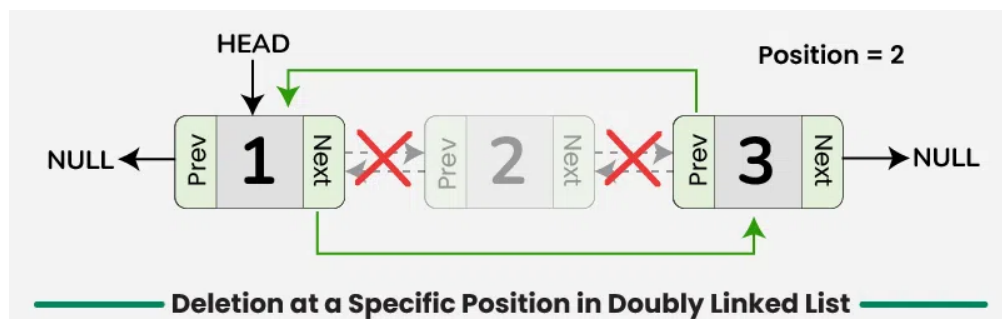 HEAD
Position = 2
NULL
Prev
1
Next
Prev
2
Next
Prev
3
Next
NULL
Deletion at a Specific Position in Doubly Linked List